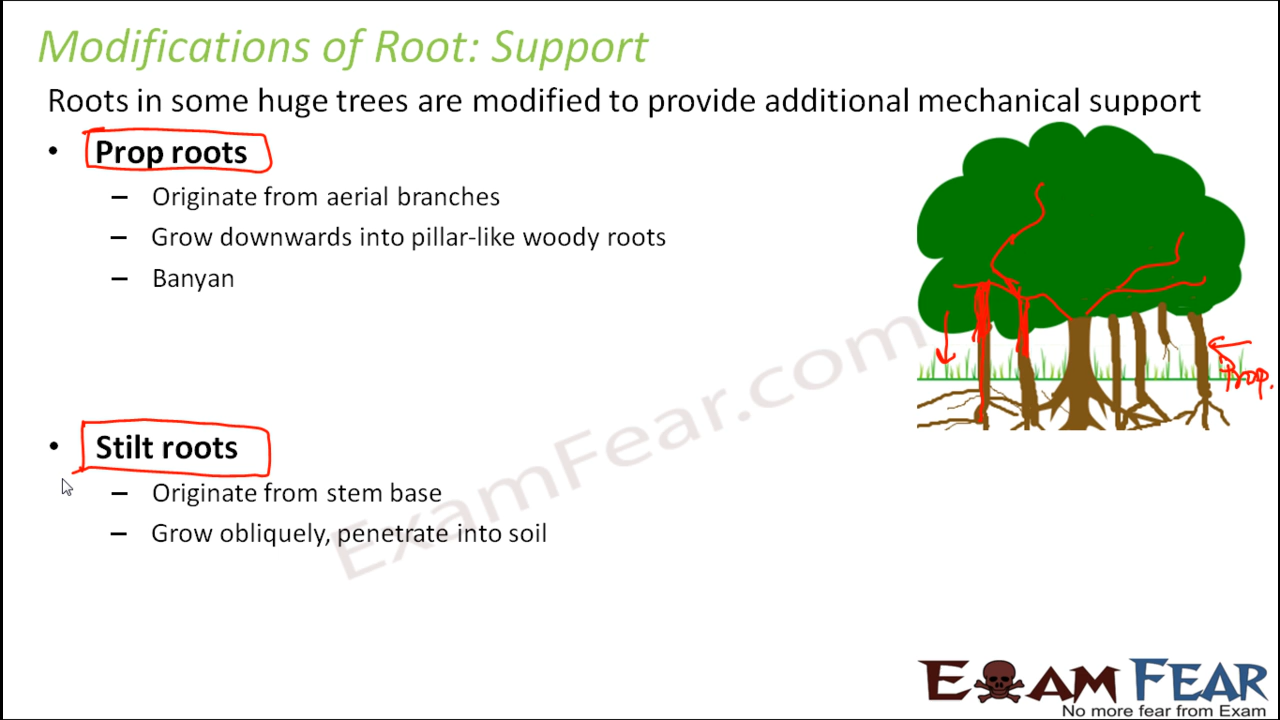 Modifications of Root: Support
Roots in some huge trees are modified to provide additional mechanical support
• Prop roots
– Originate from aerial branches
– Grow downwards into pillar-like woody roots
– Banyan
Prop.
• Stilt roots
– Originate from stem base
– Grow obliquely, penetrate into soil
ExamFear.com
EXAM FEAR
No more fear from Exam